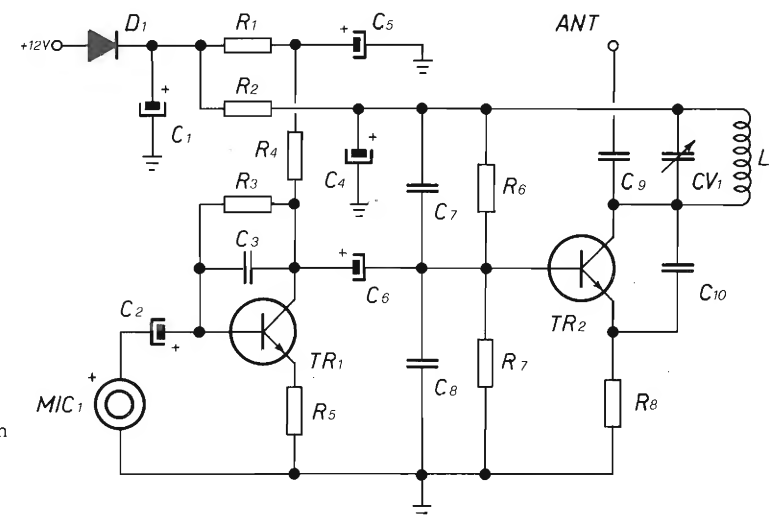 D1 R1 C5 ANT
+12V + +
R2
C1 R4 C4 R6 C9 CV1 L
R3 C7
C3 + C10
C2 C6 TR2
+ TR1 C8 R7
+ MIC1 R5 R8
n